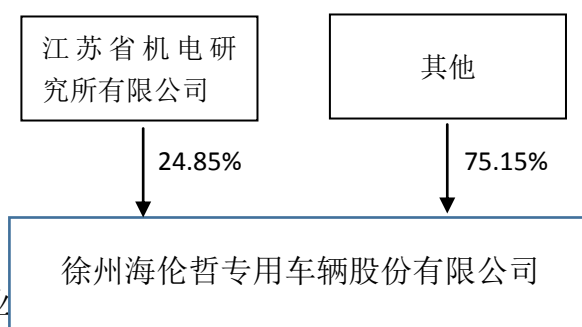 江苏省机电研
究所有限公司
其他
24.85%
75.15%
徐州海伦哲专用车辆股份有限公司